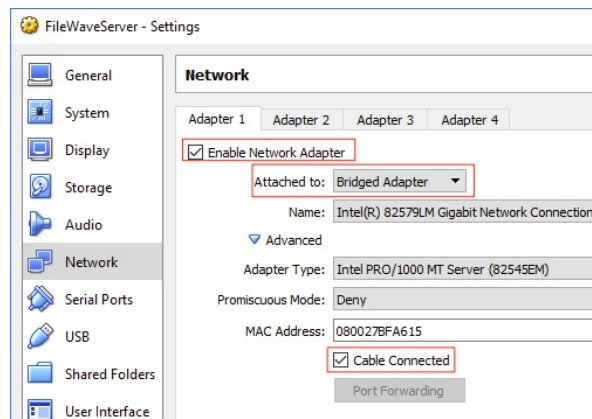 FileWaveServer - Settings
General
System
Display
Storage
Audio
Network
Serial Ports
USB
Shared Folders
User Interface
Network
Adapter 1 Adapter 2 Adapter 3 Adapter 4
Enable Network Adapter
Attached to: Bridged Adapter
Name: Intel(R) 82579LM Gigabit Network Connection
Advanced
Adapter Type: Intel PRO/1000 MT Server (82545EM)
Promiscuous Mode: Deny
MAC Address: 080027BFA615
Cable Connected
Port Forwarding